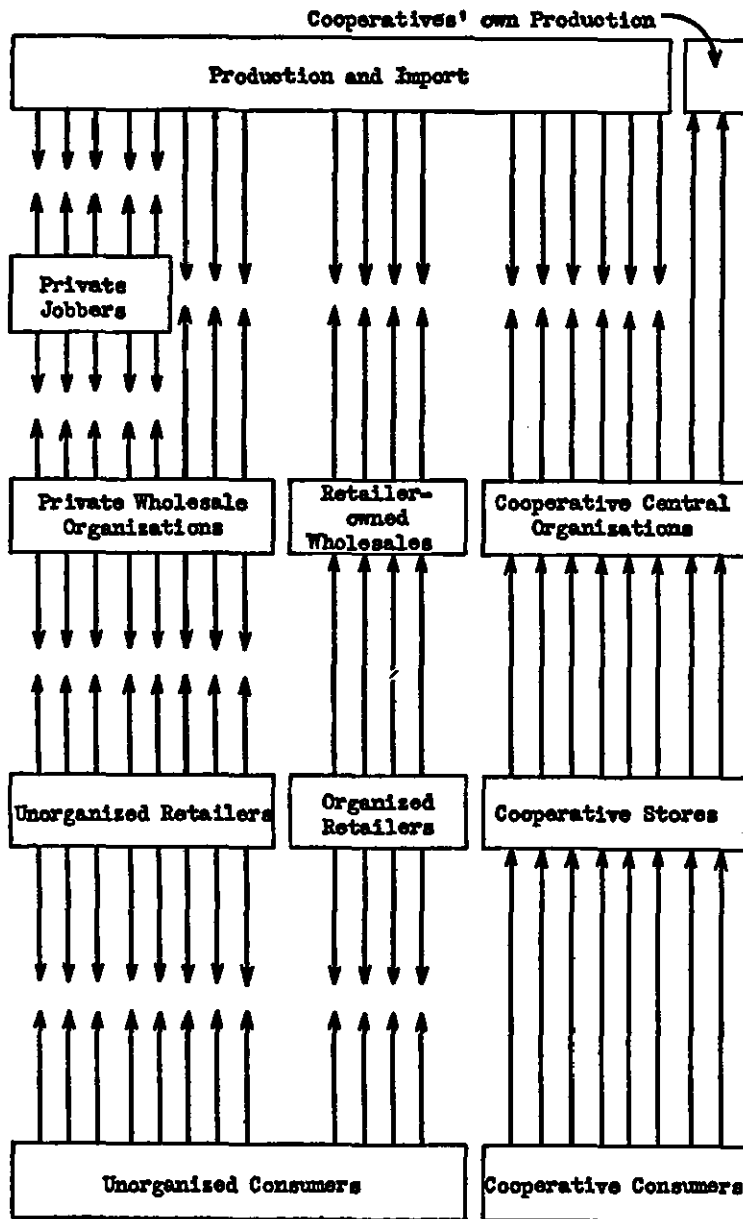 Cooperatives' own Production
Production and Import
Private
Jobbers
Private Wholesale
Organizations
Retailer-
owned
Wholesales
Cooperative Central
Organizations
Unorganized Retailers
Organized
Retailers
Cooperative Stores
Unorganized Consumers
Cooperative Consumers